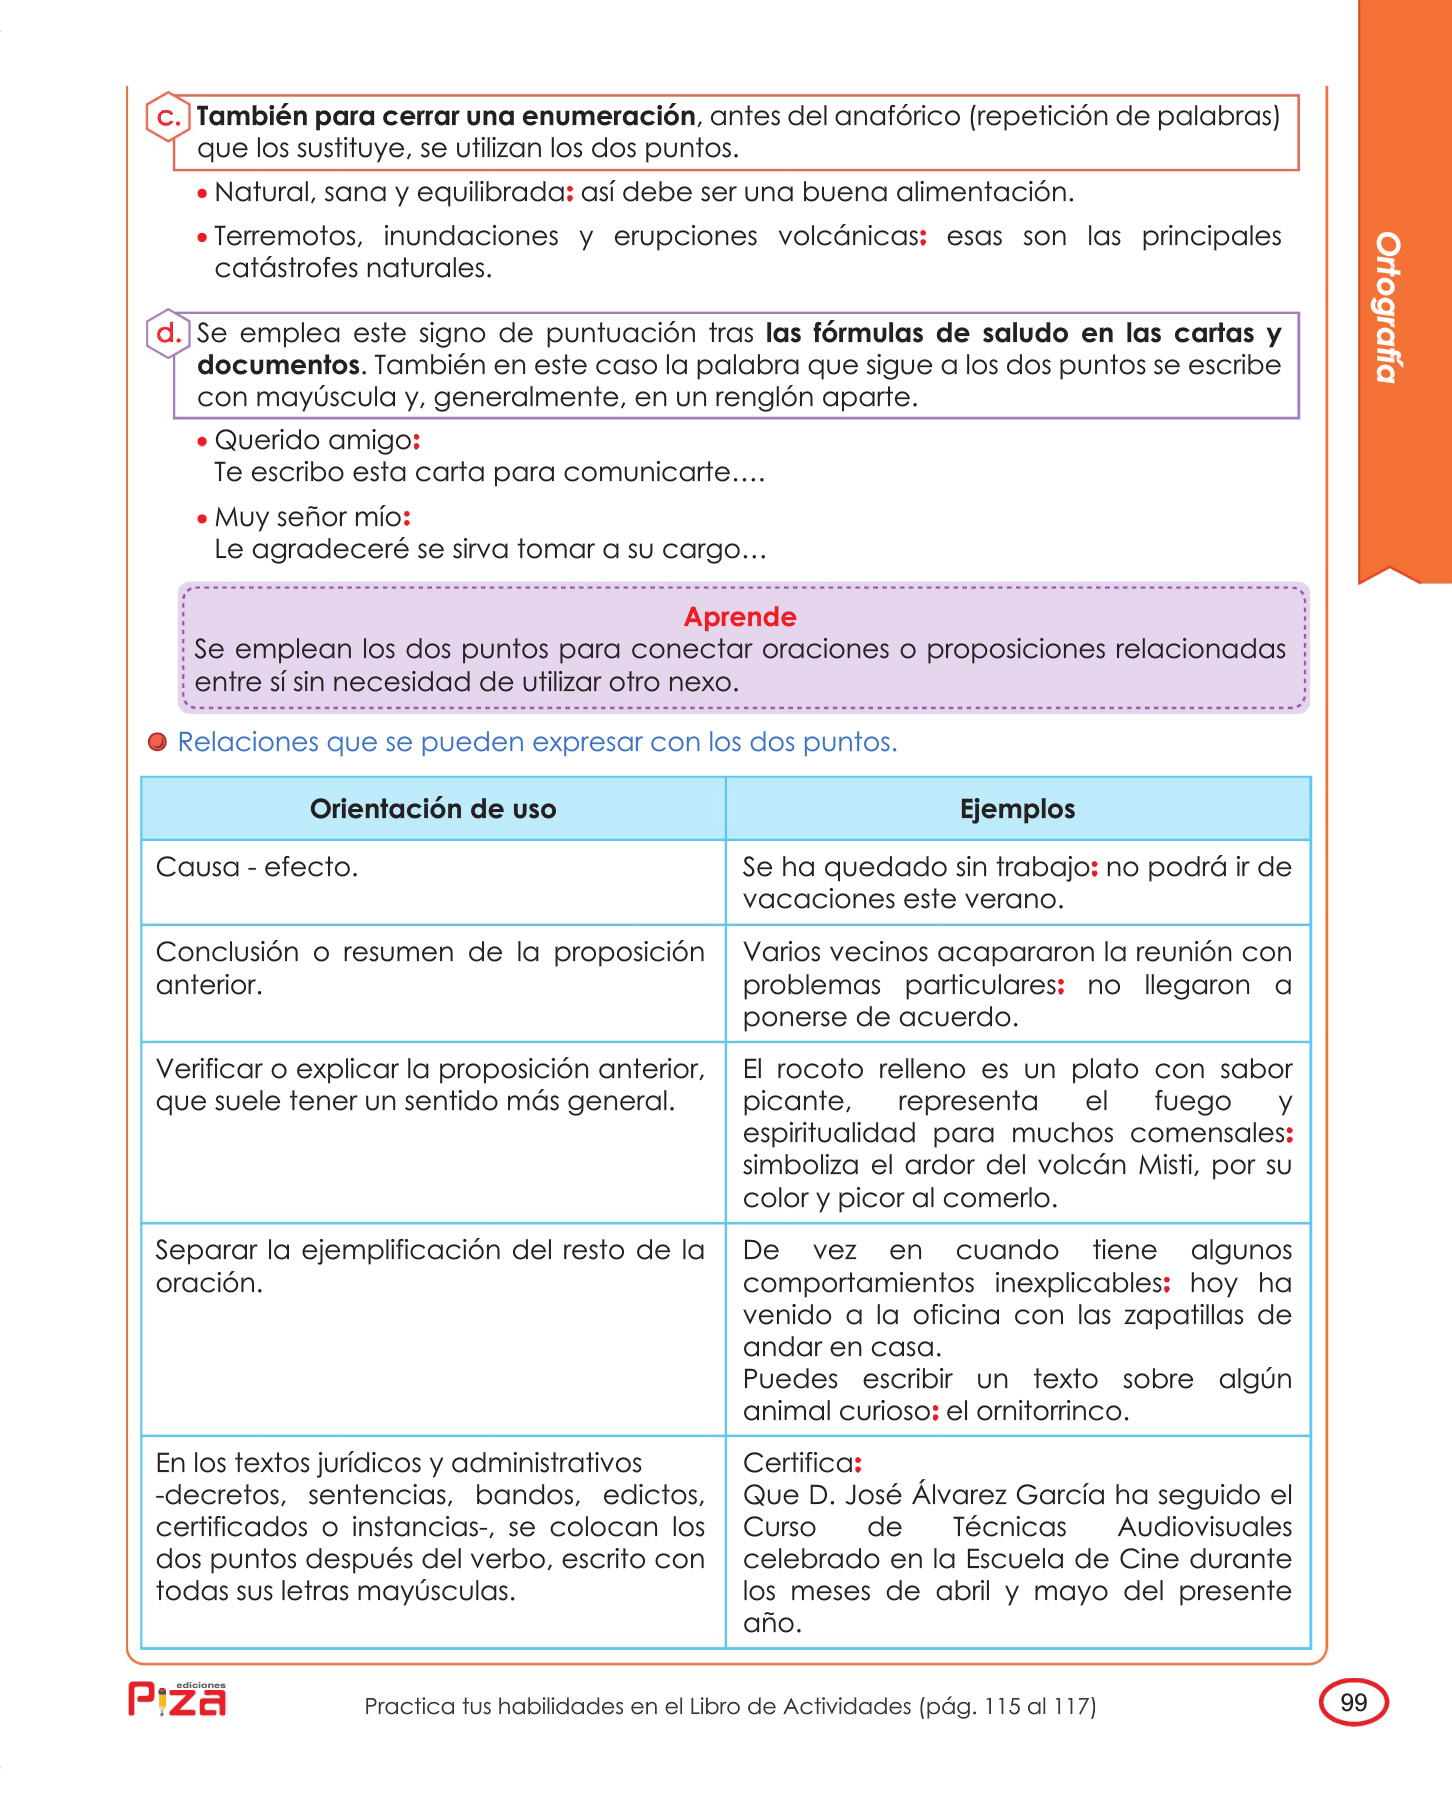 c. También para cerrar una enumeración, antes del anafórico (repetición de palabras)
que los sustituye, se utilizan los dos puntos.
• Natural, sana y equilibrada: así debe ser una buena alimentación.
• Terremotos, inundaciones y erupciones volcánicas: esas son las principales
catástrofes naturales.
d. Se emplea este signo de puntuación tras las fórmulas de saludo en las cartas y
documentos. También en este caso la palabra que sigue a los dos puntos se escribe
con mayúscula y, generalmente, en un renglón aparte.
• Querido amigo:
Te escribo esta carta para comunicarte....
• Muy señor mío:
Le agradeceré se sirva tomar a su cargo...
Aprende
Se emplean los dos puntos para conectar oraciones o proposiciones relacionadas
entre sí sin necesidad de utilizar otro nexo.
Relaciones que se pueden expresar con los dos puntos.
Orientación de uso
Ejemplos
Causa - efecto.
Se ha quedado sin trabajo: no podrá ir de
vacaciones este verano.
Conclusión o resumen de la proposición
anterior.
Varios vecinos acapararon la reunión con
problemas particulares: no llegaron a
ponerse de acuerdo.
Verificar o explicar la proposición anterior,
que suele tener un sentido más general.
El rocoto relleno es un plato con sabor
picante, representa el fuego y
espiritualidad para muchos comensales:
simboliza el ardor del volcán Misti, por su
color y picor al comerlo.
Separar la ejemplificación del resto de la
oración.
De vez en cuando tiene algunos
comportamientos inexplicables: hoy ha
venido a la oficina con las zapatillas de
andar en casa.
Puedes escribir un texto sobre algún
animal curioso: el ornitorrinco.
En los textos jurídicos y administrativos
-decretos, sentencias, bandos, edictos,
certificados o instancias-, se colocan los
dos puntos después del verbo, escrito con
todas sus letras mayúsculas.
Certifica:
Que D. José Álvarez García ha seguido el
Curso de Técnicas Audiovisuales
celebrado en la Escuela de Cine durante
los meses de abril y mayo del presente
año.
Ortografía
ediciones
Piza
Practica tus habilidades en el Libro de Actividades (pág. 115 al 117)
99